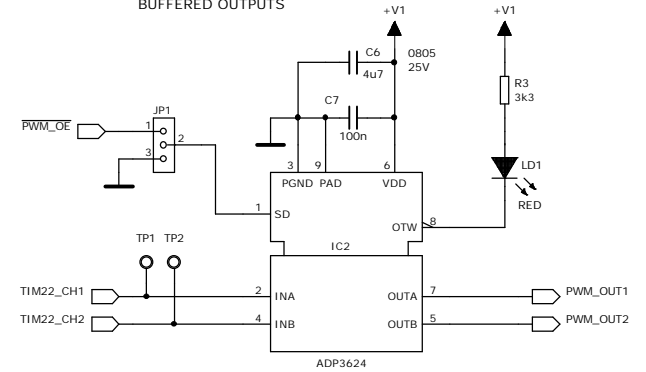 BUFFERED OUTPUTS
+V1
+V1
C6
0805
4u7
25V
R3
3k3
C7
100n
JP1
PWM_OE
1
2
3
3
9
6
PGND
PAD
VDD
LD1
RED
1
SD
OTW
8
IC2
TP1
TP2
TIM22_CH1
2
INA
OUTA
7
PWM_OUT1
TIM22_CH2
4
INB
OUTB
5
PWM_OUT2
ADP3624